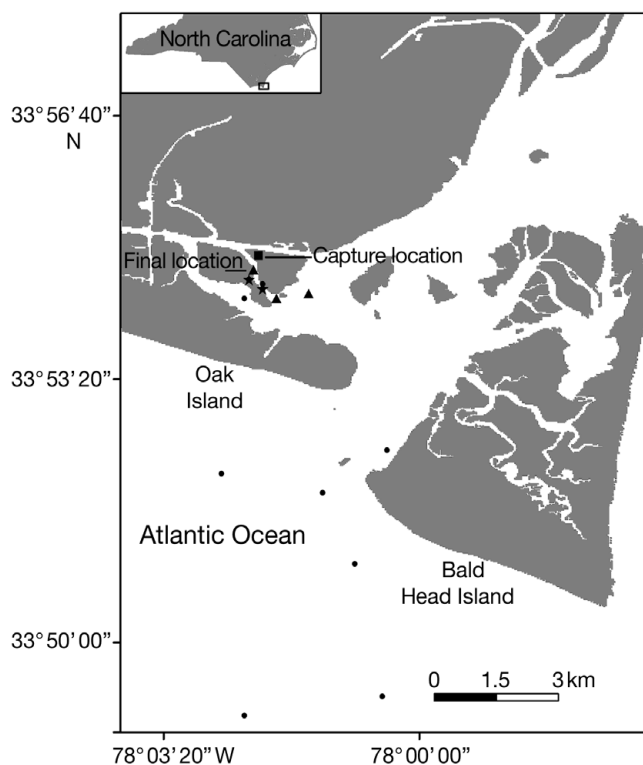 North Carolina
33°56'40”
N
Final location
Capture location
33°53'20”
Oak
Island
Atlantic Ocean
Bald
Head Island
33°50'00”
0 1.5 3 km
78°03'20”W 78°00'00”